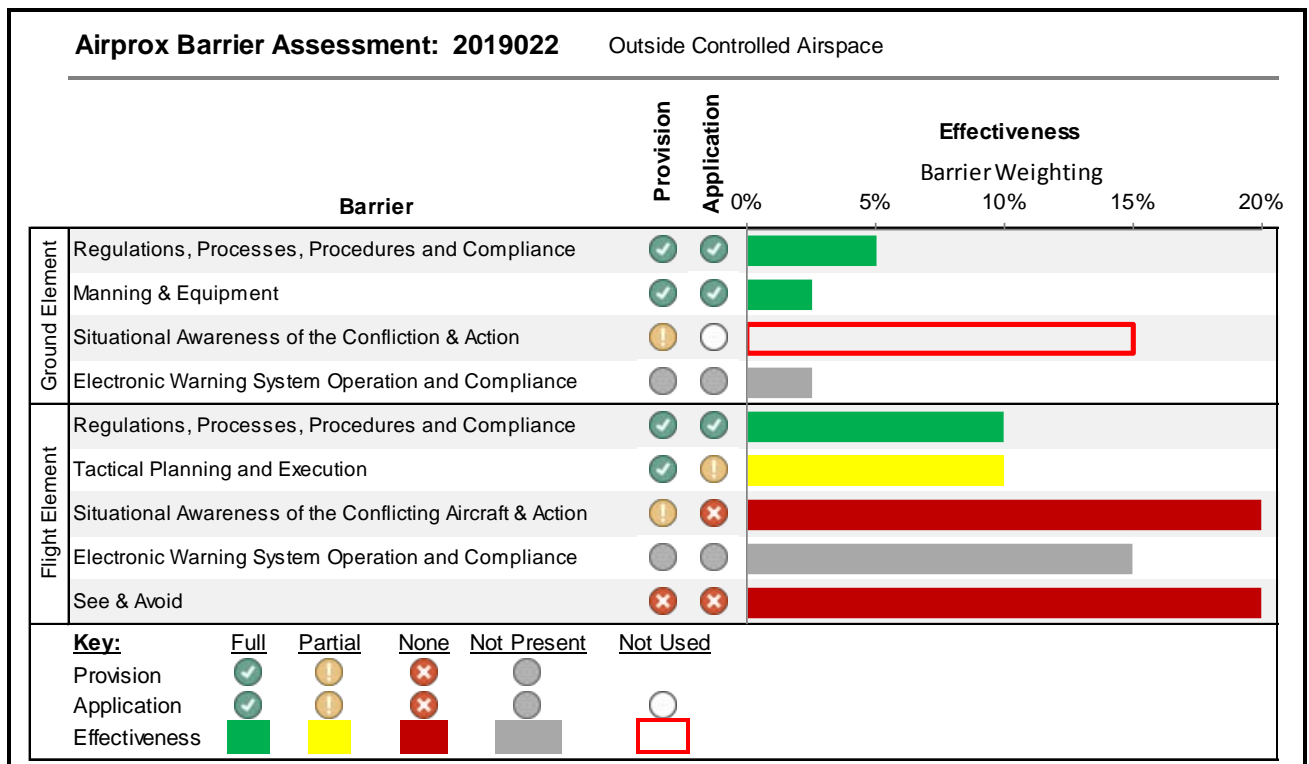 Airprox Barrier Assessment: 2019022 Outside Controlled Airspace
Provision
Application
Effectiveness
Barrier Weighting
Barrier
0% 5% 10% 15% 20%
Ground Element
Regulations, Processes, Procedures and Compliance
Manning & Equipment
Situational Awareness of the Confliction & Action
Electronic Warning System Operation and Compliance
Flight Element
Regulations, Processes, Procedures and Compliance
Tactical Planning and Execution
Situational Awareness of the Conflicting Aircraft & Action
Electronic Warning System Operation and Compliance
See & Avoid
Key: Full Partial None Not Present Not Used
Provision
Application
Effectiveness